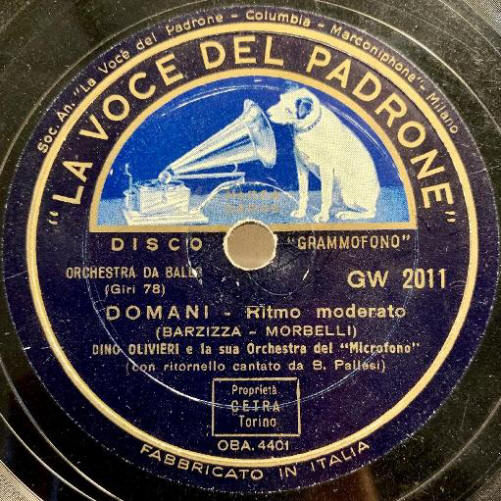 Soc. An. "La Voce del Padrone - Columbia - Marconiphone" - Milano
"LA VOCE DEL PADRONE"
DISCO "GRAMMOFONO"
ORCHESTRA DA BALLO
(Giri 78)
GW 2011
DOMANI - Ritmo moderato
(BARZIZZA - MORBELLI)
DINO OLIVIERI e la sua Orchestra del "Microfono"
(con ritornello cantato da B. Pallesi)
Proprietà
CETRA
Torino
OBA. 4401
FABBRICATO IN ITALIA